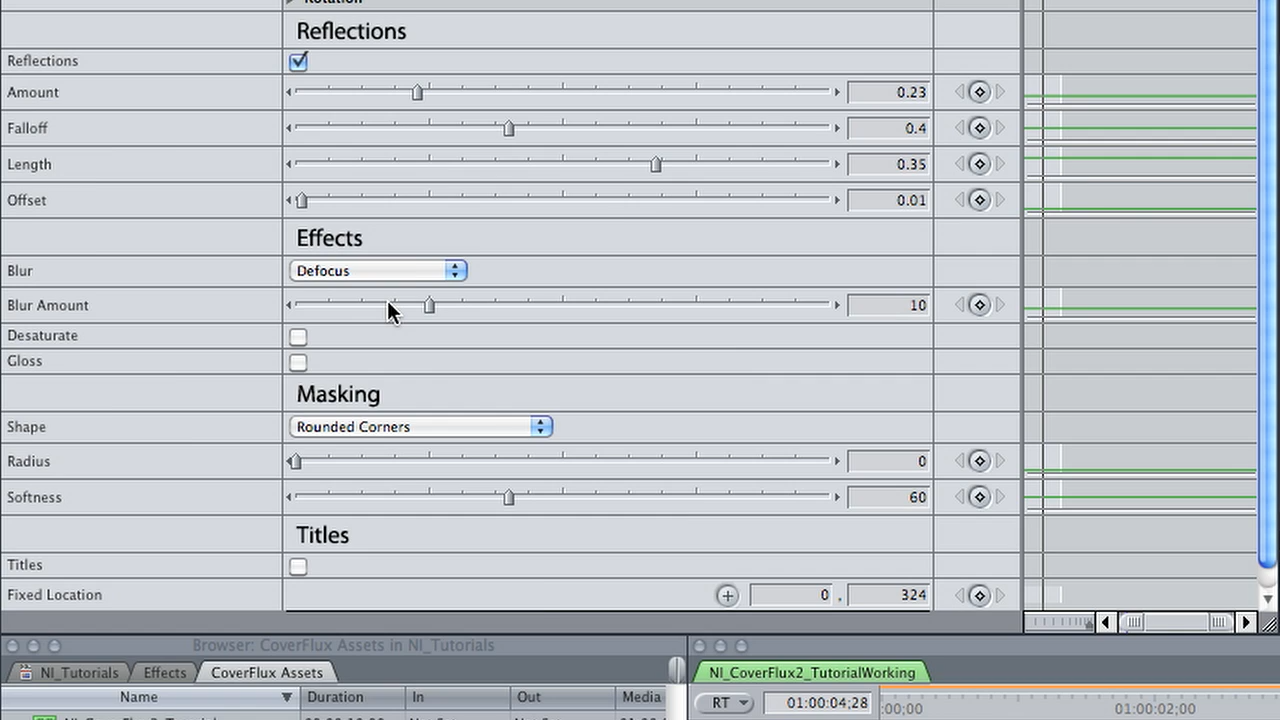 Rotation
Reflections
Reflections
Amount 0.23
Falloff 0.4
Length 0.35
Offset 0.01
Effects
Blur Defocus
Blur Amount 10
Desaturate
Gloss
Masking
Shape Rounded Corners
Radius 0
Softness 60
Titles
Titles
Fixed Location 0 , 324
Browser: CoverFlux Assets in NI_Tutorials
NI_Tutorials Effects CoverFlux Assets NI_CoverFlux2_TutorialWorking
Name Duration In Out Media RT 01:00:04;28 :00;00 01:00:02;00